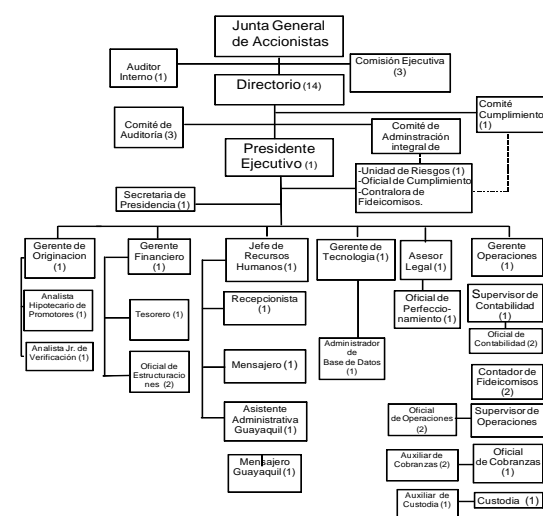 Junta General
de Accionistas
Auditor
Interno (1)
Comisión Ejecutiva
(3)
Directorio (14)
Comité
Cumplimiento
(1)
Comité de
Auditoría (3)
Comité de
Adminstración
integral de
Presidente
Ejecutivo (1)
-Unidad de Riesgos (1)
-Oficial de Cumplimiento
-Contralora de
Fideicomisos.
Secretaria de
Presidencia (1)
Gerente de
Originacion
(1)
Gerente
Financiero
(1)
Jefe de
Recursos
Humanos (1)
Gerente de
Tecnologia (1)
Asesor
Legal (1)
Gerente
Operaciones
(1)
Analista
Hipotecario de
Promotores (1)
Analista Jr. de
Verificación (1)
Tesorero (1)
Oficial de
Estructuracio
nes (2)
Recepcionista
(1)
Mensajero (1)
Asistente
Administrativa
Guayaquil (1)
Mensajero
Guayaquil (1)
Administrador
de
Base de Datos
(1)
Oficial de
Perfeccio-
namiento (1)
Supervisor de
Contabilidad
(1)
Oficial de
Contabilidad (2)
Contador de
Fideicomisos
(2)
Oficial
de Operaciones
(2)
Supervisor de
Operaciones
Auxiliar de
Cobranzas (2)
Oficial
de Cobranzas
(1)
Auxiliar de
Custodia (1)
Custodia (1)